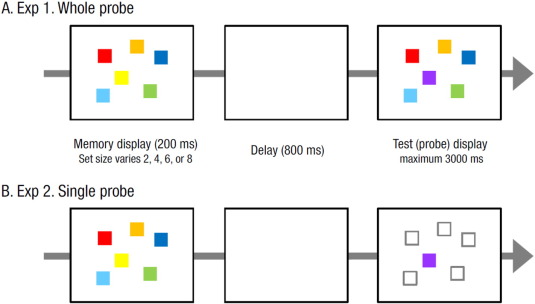 A. Exp 1. Whole probe
Memory display (200 ms)
Set size varies 2, 4, 6, or 8
Delay (800 ms)
Test (probe) display
maximum 3000 ms
B. Exp 2. Single probe